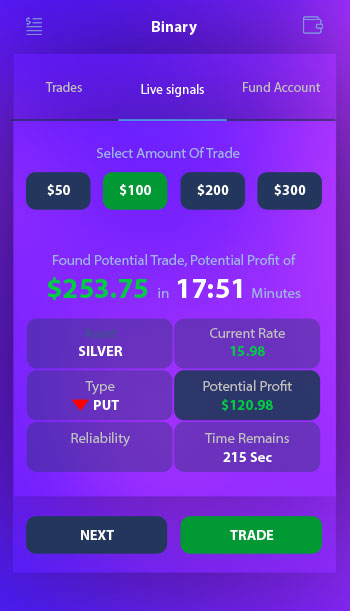 Binary
Trades
Live signals
Fund Account
Select Amount Of Trade
$50
$100
$200
$300
Found Potential Trade, Potential Profit of
$253.75 in 17:51 Minutes
Asset
SILVER
Current Rate
15.98
Type
PUT
Potential Profit
$120.98
Reliability
Time Remains
215 Sec
NEXT
TRADE